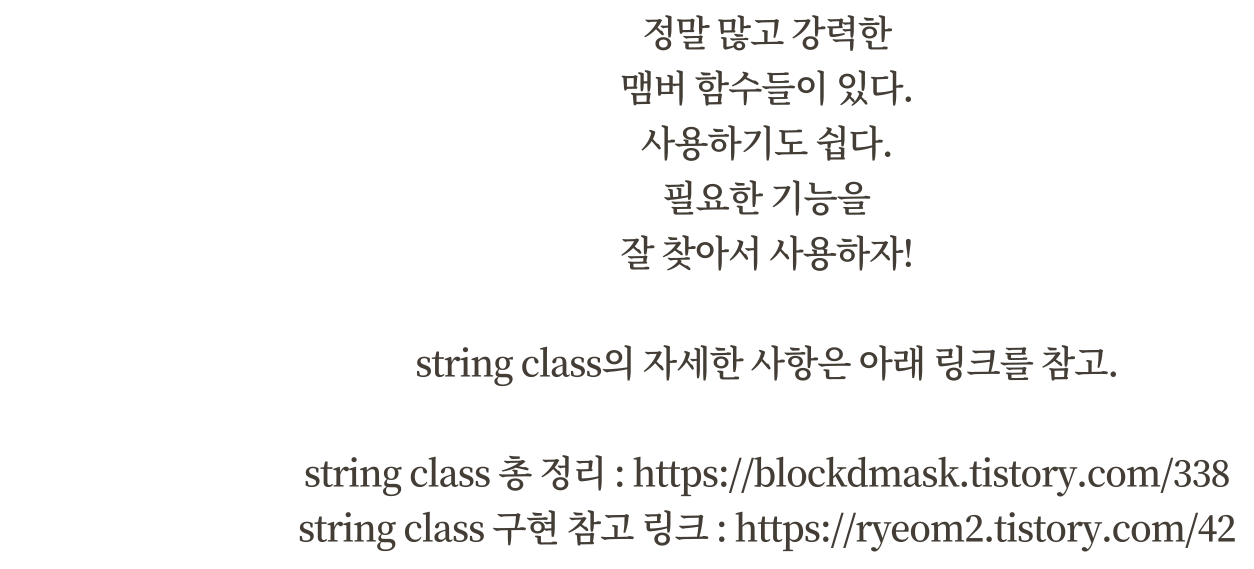 정말 많고 강력한
맴버 함수들이 있다.
사용하기도 쉽다.
필요한 기능을
잘 찾아서 사용하자!
string class의 자세한 사항은 아래 링크를 참고.
string class 총 정리 : https://blockdmask.tistory.com/338
string class 구현 참고 링크 : https://ryeom2.tistory.com/42